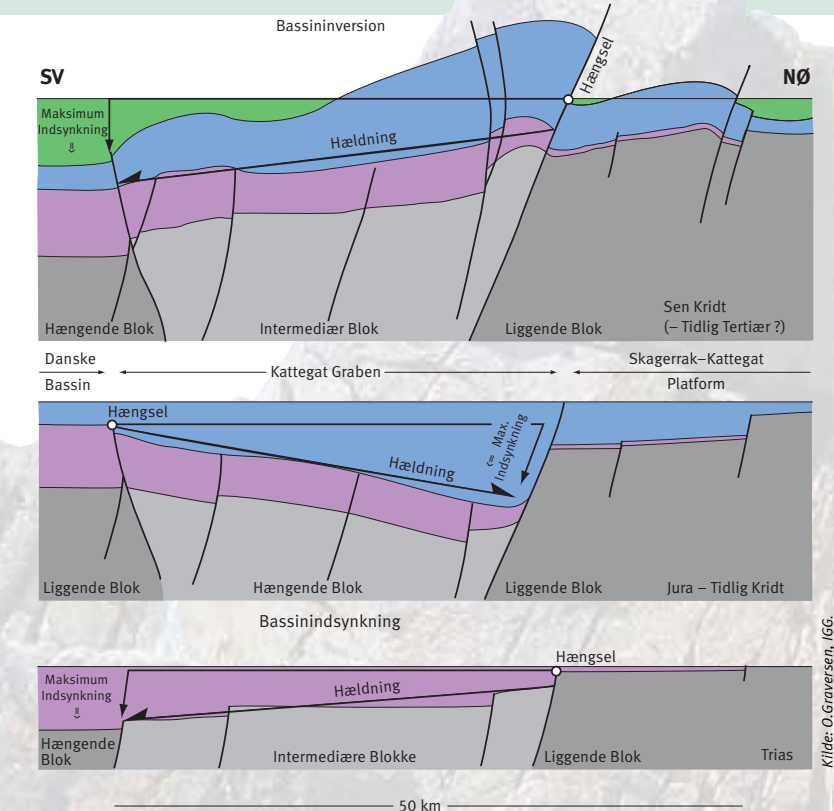 Bassininversion
SV
NØ
Hængsel
Maksimum
Indsynkning
⇓
Hældning
Sen Kridt
(– Tidlig Tertiær ?)
Hængende Blok
Intermediær Blok
Liggende Blok
Danske
Bassin
Kattegat Graben
Skagerrak–Kattegat
Platform
Hængsel
<= Max.
Indsynkning
Hældning
Liggende Blok
Hængende Blok
Liggende Blok
Jura – Tidlig Kridt
Bassinindsynkning
Hængsel
Maksimum
Indsynkning
⇓
Hældning
Hængende
Blok
Intermediære Blokke
Liggende Blok
Trias
50 km
Kilde: O.Graversen, IGG.